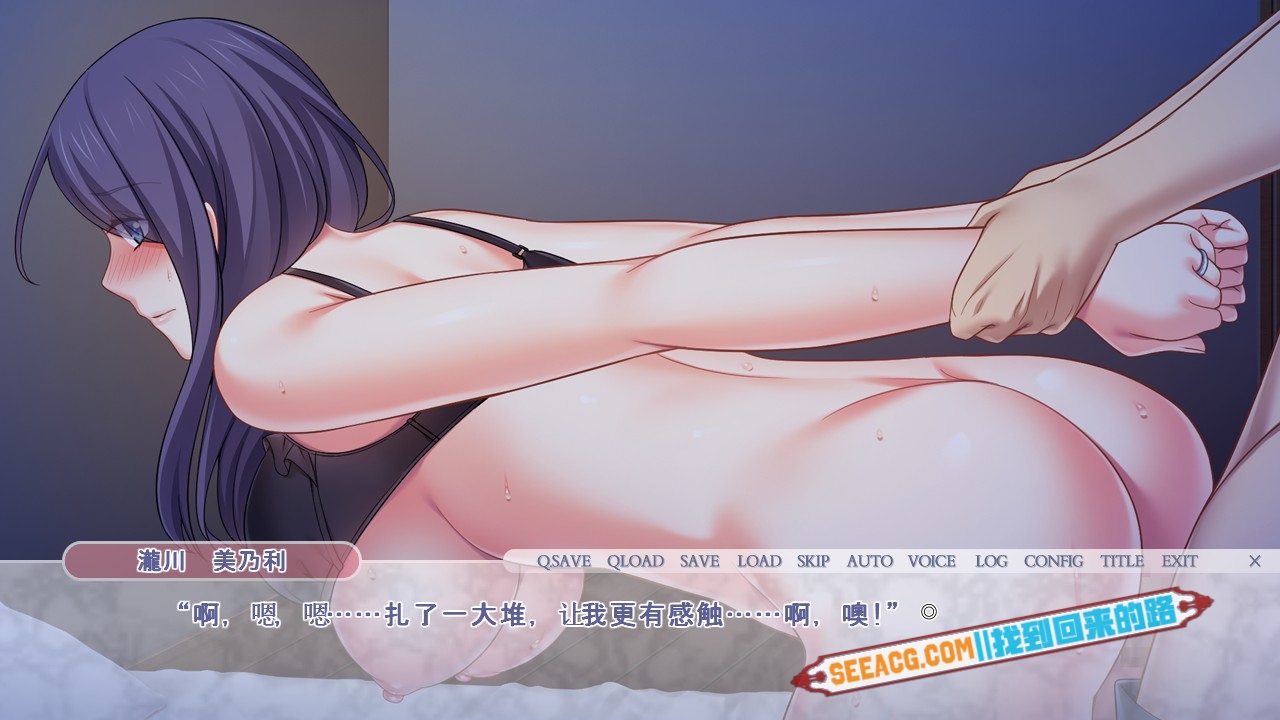 瀧川　美乃利
Q.SAVE QLOAD SAVE LOAD SKIP AUTO VOICE LOG CONFIG TITLE EXIT ×
“啊，嗯，嗯……扎了一大堆，让我更有感触……啊，噢！” ◎
SEEACG.COM||找到回来的路